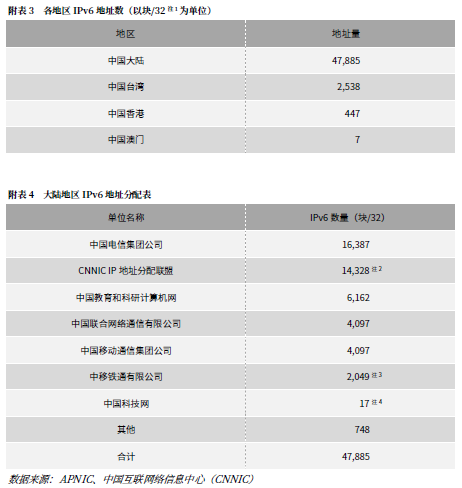 附表 3 各地区 IPv6 地址数（以块/32 注1 为单位）
地区 地址量
中国大陆 47,885
中国台湾 2,538
中国香港 447
中国澳门 7
附表 4 大陆地区 IPv6 地址分配表
单位名称 IPv6 数量（块/32）
中国电信集团公司 16,387
CNNIC IP 地址分配联盟 14,328 注2
中国教育和科研计算机网 6,162
中国联合网络通信有限公司 4,097
中国移动通信集团公司 4,097
中移铁通有限公司 2,049 注3
中国科技网 17 注4
其他 748
合计 47,885
数据来源：APNIC、中国互联网络信息中心（CNNIC）